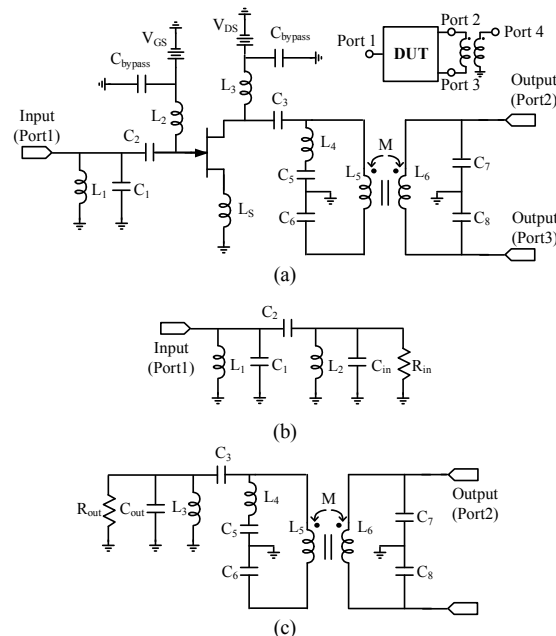 V_GS
C_bypass
V_DS
C_bypass
Port 1
DUT
Port 2
Port 3
Port 4
Input
(Port1)
L_1
C_1
C_2
L_2
L_S
L_3
C_3
L_4
C_5
C_6
M
L_5
L_6
C_7
C_8
Output
(Port2)
Output
(Port3)
(a)
Input
(Port1)
L_1
C_1
C_2
L_2
C_in
R_in
(b)
R_out
C_out
L_3
C_3
L_4
C_5
C_6
M
L_5
L_6
C_7
C_8
Output
(Port2)
(c)